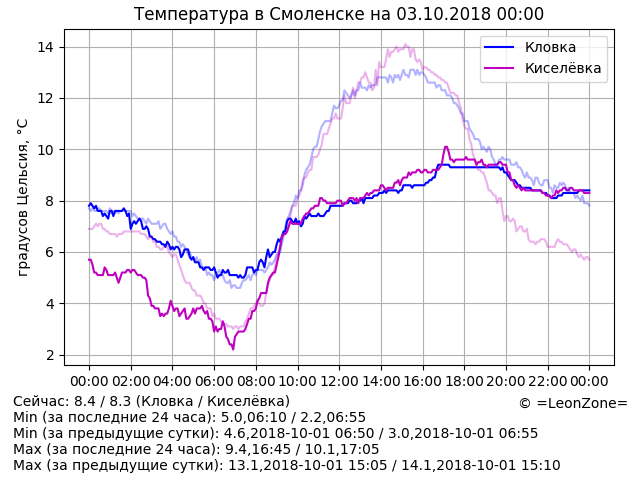 Температура в Смоленске на 03.10.2018 00:00
14
12
10
8
6
4
2
градусов Цельсия, °C
Кловка
Киселёвка
00:00 02:00 04:00 06:00 08:00 10:00 12:00 14:00 16:00 18:00 20:00 22:00 00:00
Сейчас: 8.4 / 8.3 (Кловка / Киселёвка)
© =LeonZone=
Min (за последние 24 часа): 5.0,06:10 / 2.2,06:55
Min (за предыдущие сутки): 4.6,2018-10-01 06:50 / 3.0,2018-10-01 06:55
Max (за последние 24 часа): 9.4,16:45 / 10.1,17:05
Max (за предыдущие сутки): 13.1,2018-10-01 15:05 / 14.1,2018-10-01 15:10